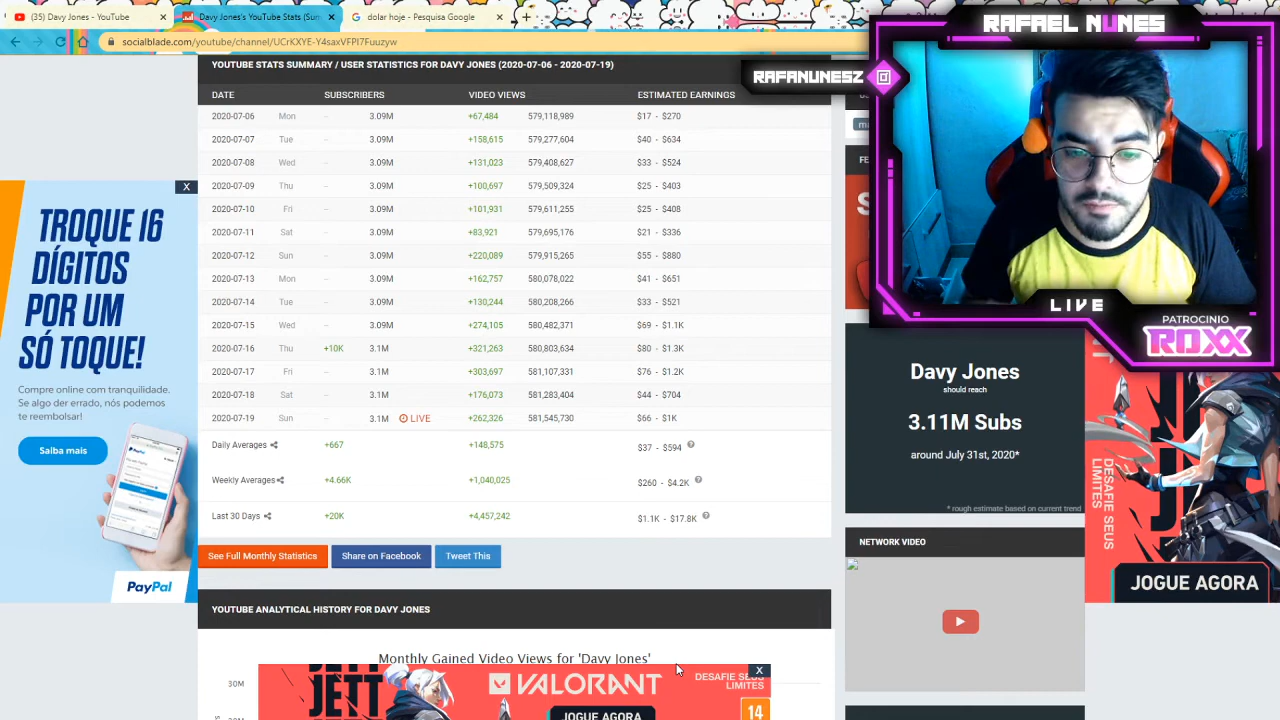 (35) Davy Jones - YouTube
Davy Jones's YouTube Stats (Sum
dolar hoje - Pesquisa Google
socialblade.com/youtube/channel/UCrKXYE-Y4saxVFPI7Fuuzyw
RAFAEL NUNES
RAFANUNESZ
YOUTUBE STATS SUMMARY / USER STATISTICS FOR DAVY JONES (2020-07-06 - 2020-07-19)
DATE SUBSCRIBERS VIDEO VIEWS ESTIMATED EARNINGS
2020-07-06 Mon -- 3.09M +67,484 579,118,989 $17 - $270
2020-07-07 Tue -- 3.09M +158,615 579,277,604 $40 - $634
2020-07-08 Wed -- 3.09M +131,023 579,408,627 $33 - $524
2020-07-09 Thu -- 3.09M +100,697 579,509,324 $25 - $403
2020-07-10 Fri -- 3.09M +101,931 579,611,255 $25 - $408
2020-07-11 Sat -- 3.09M +83,921 579,695,176 $21 - $336
2020-07-12 Sun -- 3.09M +220,089 579,915,265 $55 - $880
2020-07-13 Mon -- 3.09M +162,757 580,078,022 $41 - $651
2020-07-14 Tue -- 3.09M +130,244 580,208,266 $33 - $521
2020-07-15 Wed -- 3.09M +274,105 580,482,371 $69 - $1.1K
2020-07-16 Thu +10K 3.1M +321,263 580,803,634 $80 - $1.3K
2020-07-17 Fri -- 3.1M +303,697 581,107,331 $76 - $1.2K
2020-07-18 Sat -- 3.1M +176,073 581,283,404 $44 - $704
2020-07-19 Sun 3.1M LIVE +262,326 581,545,730 $66 - $1K
Daily Averages +667 +148,575 $37 - $594
Weekly Averages +4.66K +1,040,025 $260 - $4.2K
Last 30 Days +20K +4,457,242 $1.1K - $17.8K
See Full Monthly Statistics
Share on Facebook
Tweet This
YOUTUBE ANALYTICAL HISTORY FOR DAVY JONES
Monthly Gained Video Views for 'Davy Jones'
30M
JETT
VALORANT
DESAFIE SEUS
LIMITES
JOGUE AGORA
14
X
X
TROQUE 16
DÍGITOS
POR UM
SÓ TOQUE!
Compre online com tranquilidade.
Se algo der errado, nós podemos
te reembolsar!
Saiba mais
PayPal
LIVE
PATROCINIO
ROXX
Davy Jones
should reach
3.11M Subs
around July 31st, 2020*
* rough estimate based on current trend
NETWORK VIDEO
DESAFIE SEUS
LIMITES
JOGUE AGORA